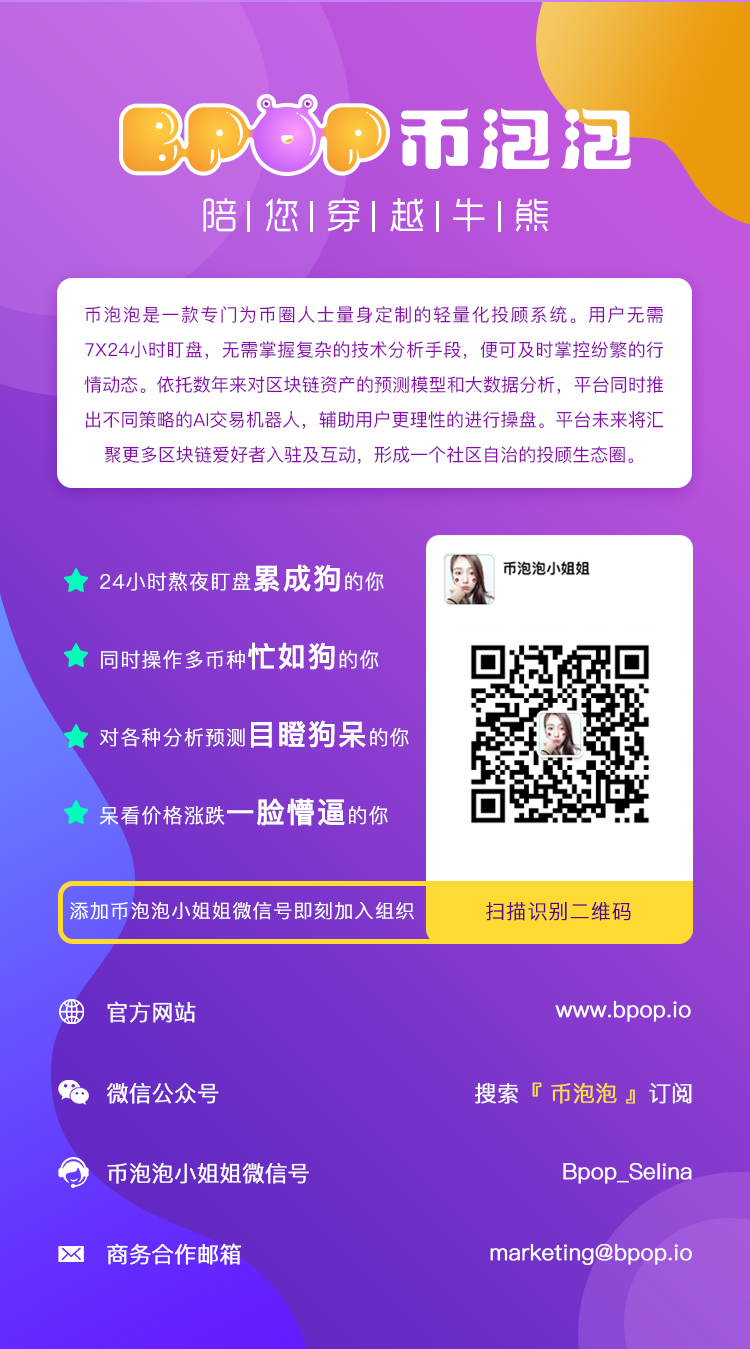 BPOP币泡泡
陪|您|穿|越|牛|熊
币泡泡是一款专门为币圈人士量身定制的轻量化投顾系统。用户无需
7X24小时盯盘，无需掌握复杂的技术分析手段，便可及时掌控纷繁的行
情动态。依托数年来对区块链资产的预测模型和大数据分析，平台同时推
出不同策略的AI交易机器人，辅助用户更理性的进行操盘。平台未来将汇
聚更多区块链爱好者入驻及互动，形成一个社区自治的投顾生态圈。
24小时熬夜盯盘累成狗的你
同时操作多币种忙如狗的你
对各种分析预测目瞪狗呆的你
呆看价格涨跌一脸懵逼的你
币泡泡小姐姐
添加币泡泡小姐姐微信号即刻加入组织
扫描识别二维码
官方网站 www.bpop.io
微信公众号 搜索『 币泡泡 』订阅
币泡泡小姐姐微信号 Bpop_Selina
商务合作邮箱 marketing@bpop.io